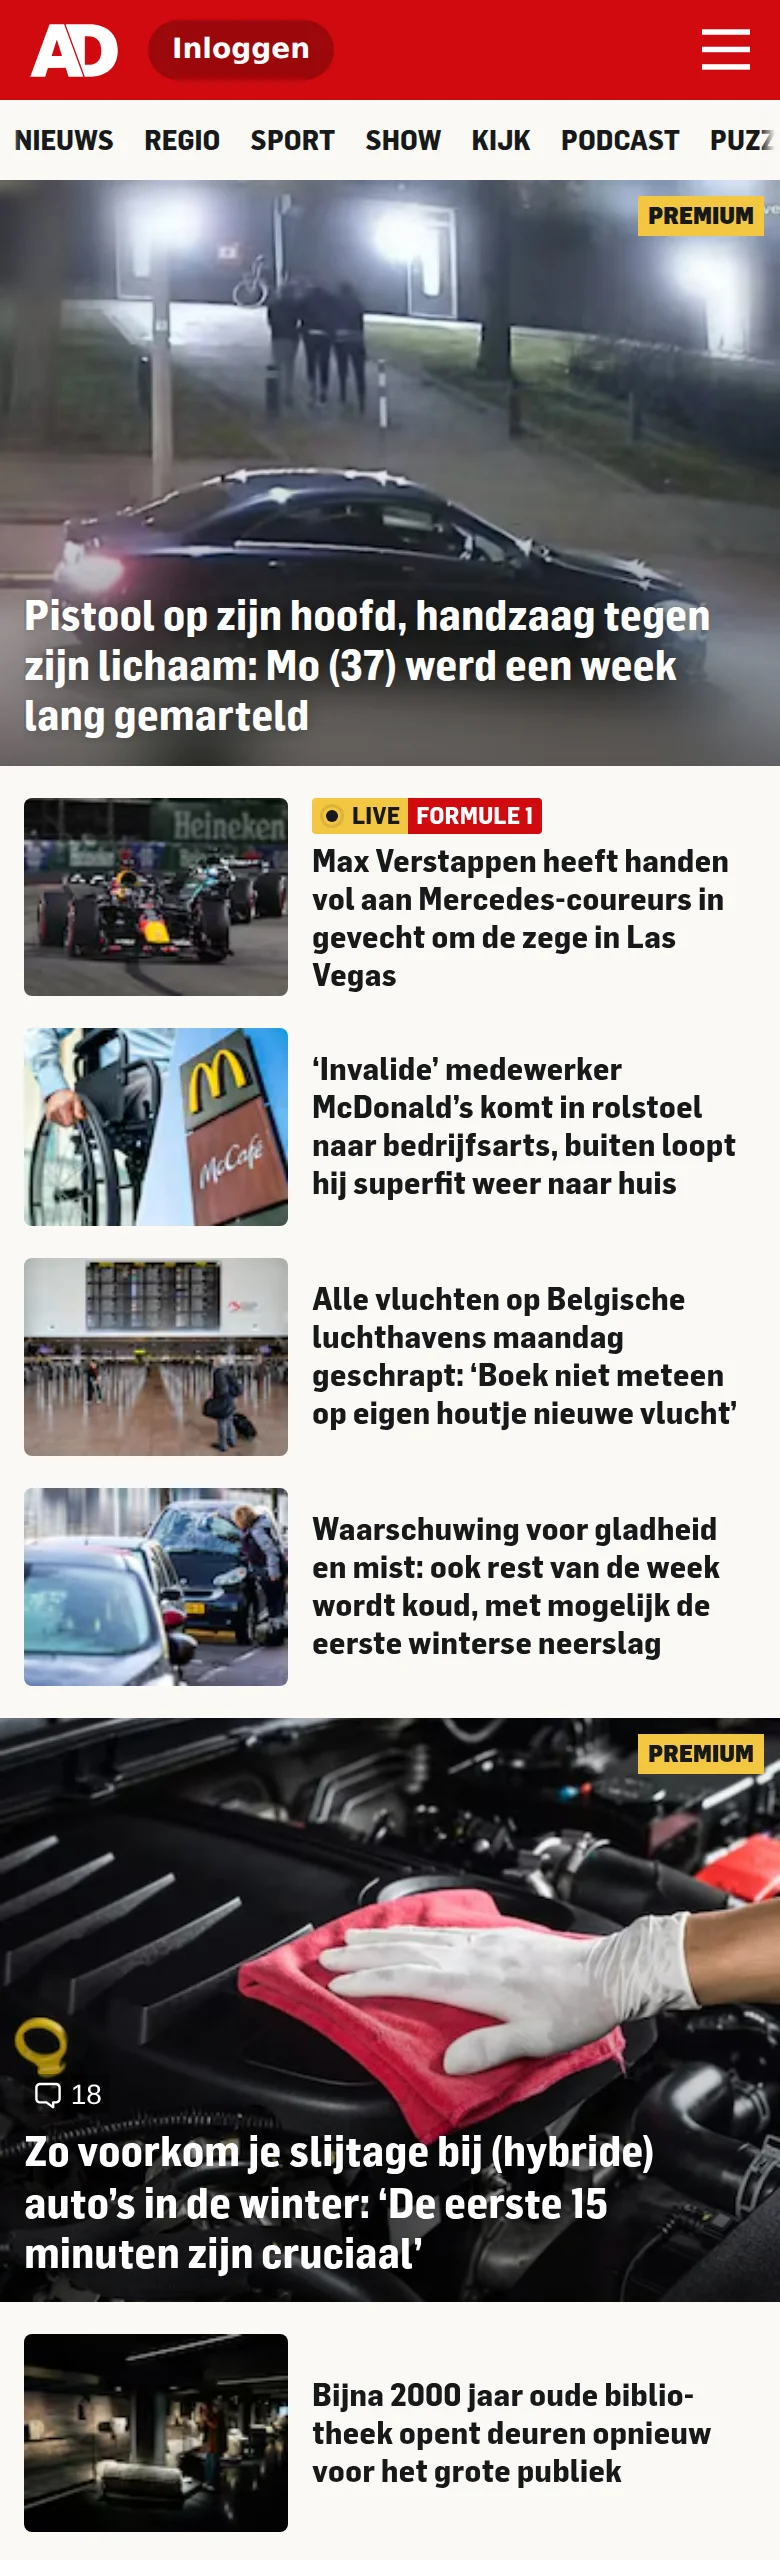 AD
Inloggen
NIEUWS REGIO SPORT SHOW KIJK PODCAST PUZZ
PREMIUM
Pistool op zijn hoofd, handzaag tegen
zijn lichaam: Mo (37) werd een week
lang gemarteld
Heineken
LIVE FORMULE 1
Max Verstappen heeft handen
vol aan Mercedes-coureurs in
gevecht om de zege in Las
Vegas
McCafé
‘Invalide’ medewerker
McDonald’s komt in rolstoel
naar bedrijfsarts, buiten loopt
hij superfit weer naar huis
Alle vluchten op Belgische
luchthavens maandag
geschrapt: ‘Boek niet meteen
op eigen houtje nieuwe vlucht’
Waarschuwing voor gladheid
en mist: ook rest van de week
wordt koud, met mogelijk de
eerste winterse neerslag
PREMIUM
18
Zo voorkom je slijtage bij (hybride)
auto’s in de winter: ‘De eerste 15
minuten zijn cruciaal’
Bijna 2000 jaar oude biblio-
theek opent deuren opnieuw
voor het grote publiek